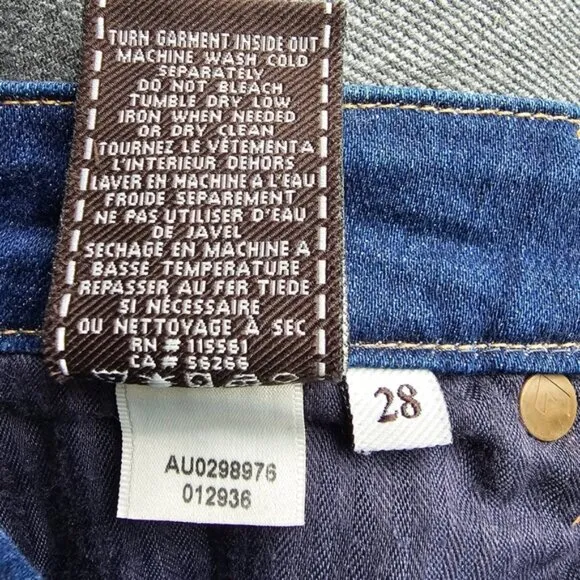 TURN GARMENT INSIDE OUT
MACHINE WASH COLD
SEPARATELY
DO NOT BLEACH
TUMBLE DRY LOW
IRON WHEN NEEDED
OR DRY CLEAN
TOURNEZ LE VÊTEMENT A
L'INTERIEUR DEHORS
LAVER EN MACHINE A L'EAU
FROIDE SEPAREMENT
NE PAS UTILISER D'EAU
DE JAVEL
SECHAGE EN MACHINE A
BASSE TEMPERATURE
REPASSER AU FER TIEDE
SI NÉCESSAIRE
OU NETTOYAGE À SEC
RN # 115561
CA # 56266
28
AU0298976
012936